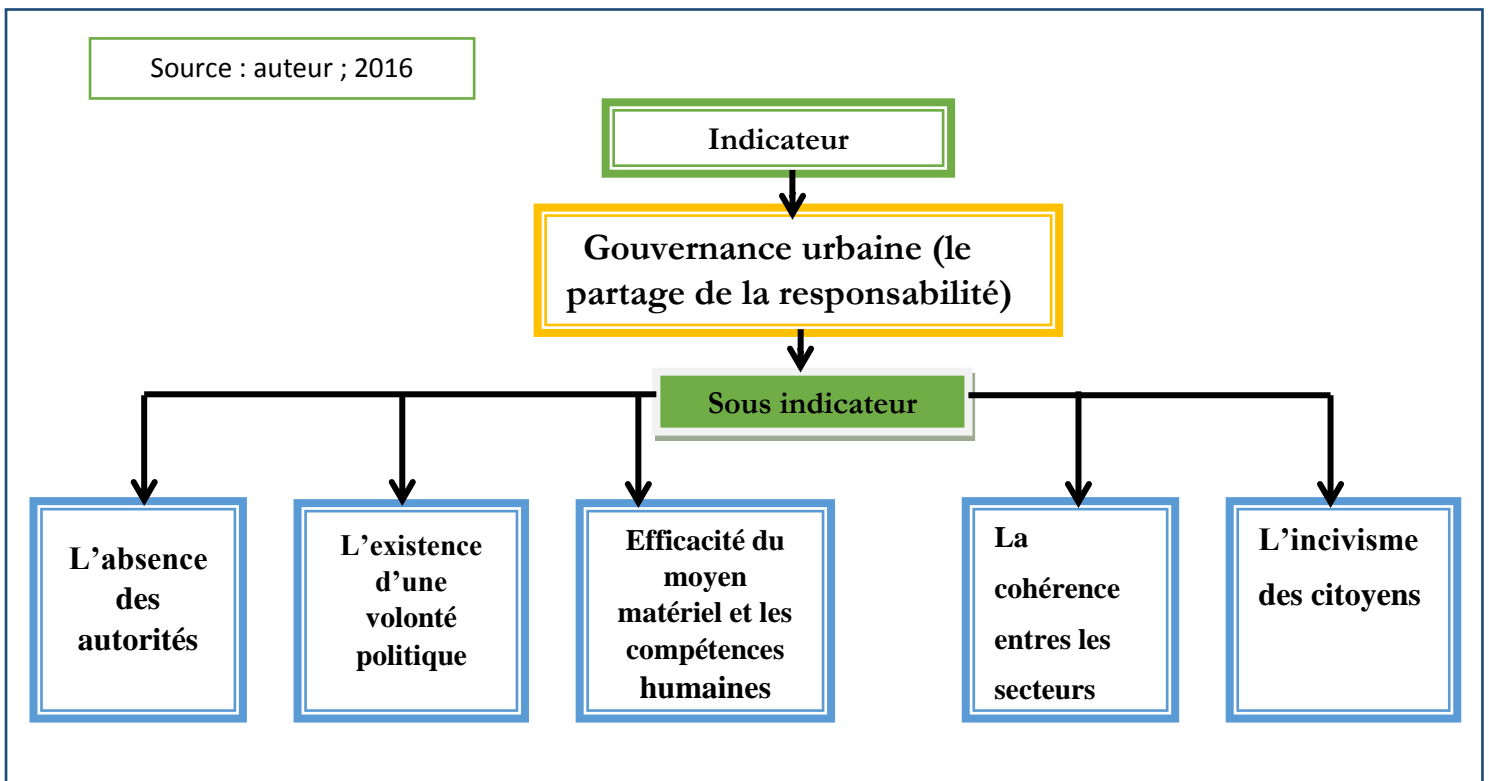 Source : auteur ; 2016
Indicateur
Gouvernance urbaine (le
partage de la responsabilité)
Sous indicateur
L’absence
des
autorités
L’existence
d’une
volonté
politique
Efficacité du
moyen
matériel et les
compétences
humaines
La
cohérence
entres les
secteurs
L’incivisme
des citoyens